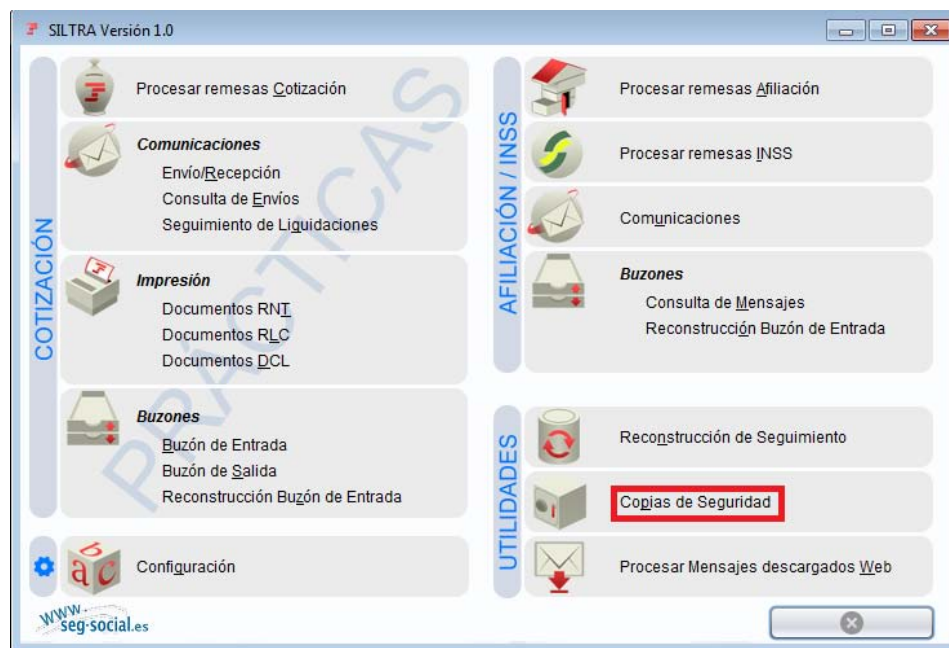 SILTRA Versión 1.0
COTIZACIÓN
Procesar remesas Cotización
Comunicaciones
Envío/Recepción
Consulta de Envíos
Seguimiento de Liquidaciones
Impresión
Documentos RNT
Documentos RLC
Documentos DCL
Buzones
Buzón de Entrada
Buzón de Salida
Reconstrucción Buzón de Entrada
Configuración
AFILIACIÓN / INSS
Procesar remesas Afiliación
Procesar remesas INSS
Comunicaciones
Buzones
Consulta de Mensajes
Reconstrucción Buzón de Entrada
UTILIDADES
Reconstrucción de Seguimiento
Copias de Seguridad
Procesar Mensajes descargados Web
PRÁCTICAS
abc
www.
seg-social.es